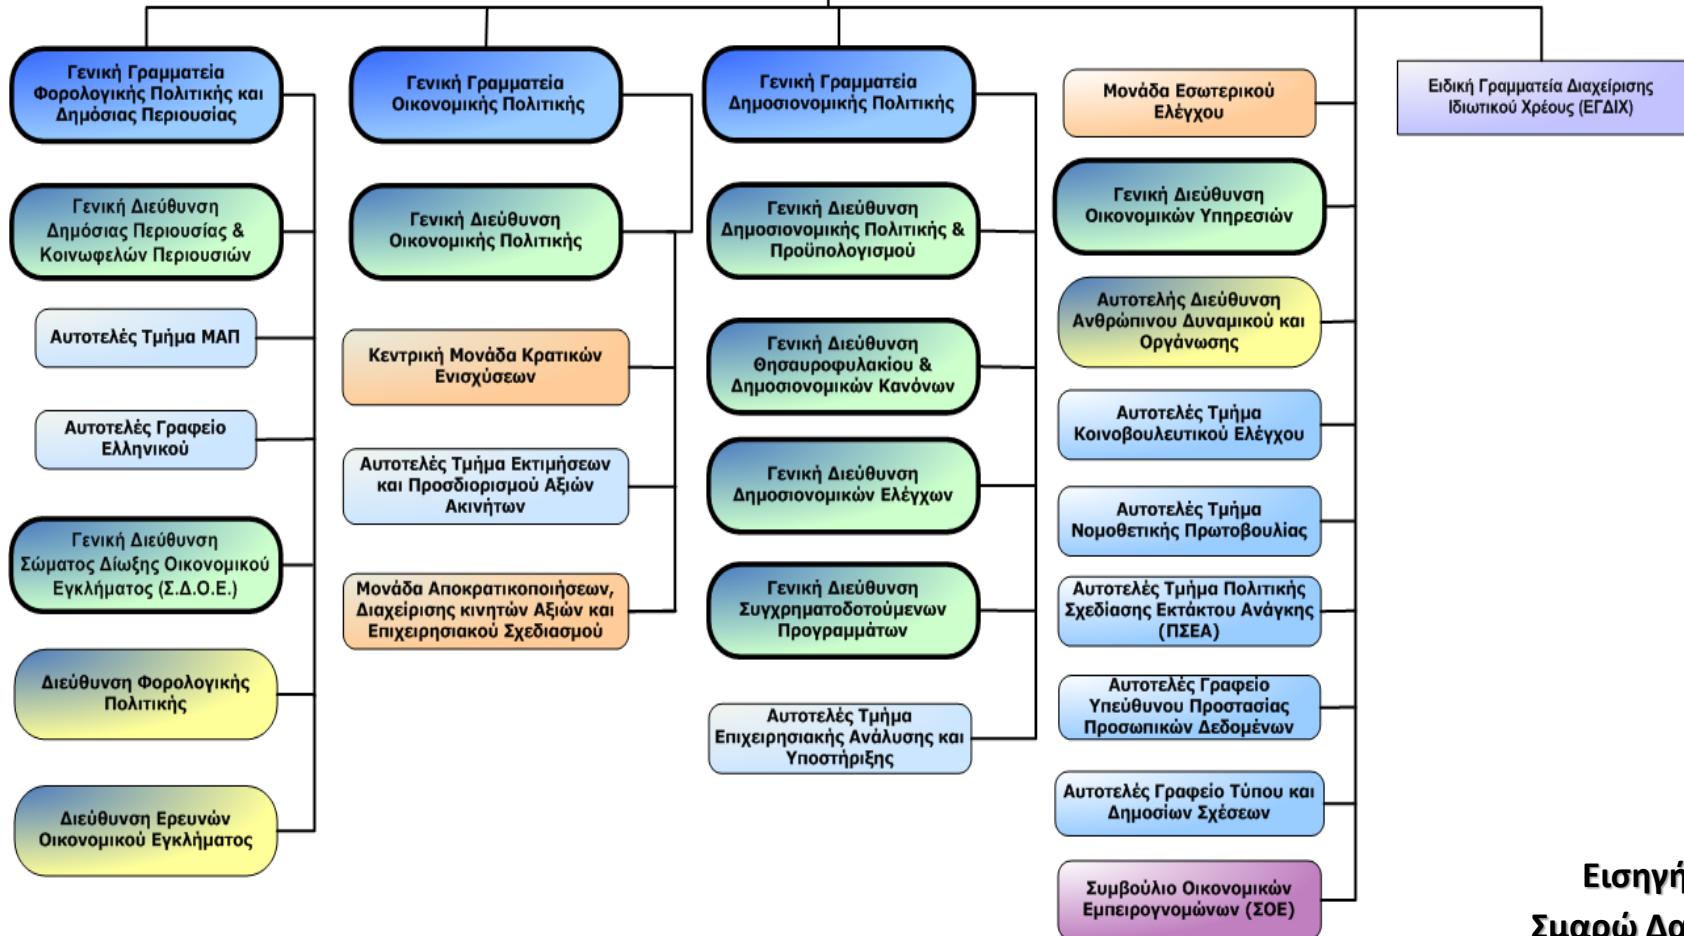 Γενική Γραμματεία
Φορολογικής Πολιτικής και
Δημόσιας Περιουσίας
Γενική Διεύθυνση
Δημόσιας Περιουσίας &
Κοινωφελών Περιουσιών
Αυτοτελές Τμήμα ΜΑΠ
Αυτοτελές Γραφείο
Ελληνικού
Γενική Διεύθυνση
Σώματος Δίωξης Οικονομικού
Εγκλήματος (Σ.Δ.Ο.Ε.)
Διεύθυνση Φορολογικής
Πολιτικής
Διεύθυνση Ερευνών
Οικονομικού Εγκλήματος
Γενική Γραμματεία
Οικονομικής Πολιτικής
Γενική Διεύθυνση
Οικονομικής Πολιτικής
Κεντρική Μονάδα Κρατικών
Ενισχύσεων
Αυτοτελές Τμήμα Εκτιμήσεων
και Προσδιορισμού Αξιών
Ακινήτων
Μονάδα Αποκρατικοποιήσεων,
Διαχείρισης κινητών Αξιών και
Επιχειρησιακού Σχεδιασμού
Γενική Γραμματεία
Δημοσιονομικής Πολιτικής
Γενική Διεύθυνση
Δημοσιονομικής Πολιτικής &
Προϋπολογισμού
Γενική Διεύθυνση
Θησαυροφυλακίου &
Δημοσιονομικών Κανόνων
Γενική Διεύθυνση
Δημοσιονομικών Ελέγχων
Γενική Διεύθυνση
Συγχρηματοδοτούμενων
Προγραμμάτων
Αυτοτελές Τμήμα
Επιχειρησιακής Ανάλυσης και
Υποστήριξης
Μονάδα Εσωτερικού
Ελέγχου
Γενική Διεύθυνση
Οικονομικών Υπηρεσιών
Αυτοτελής Διεύθυνση
Ανθρώπινου Δυναμικού και
Οργάνωσης
Αυτοτελές Τμήμα
Κοινοβουλευτικού Ελέγχου
Αυτοτελές Τμήμα
Νομοθετικής Πρωτοβουλίας
Αυτοτελές Τμήμα Πολιτικής
Σχεδίασης Εκτάκτου Ανάγκης
(ΠΣΕΑ)
Αυτοτελές Γραφείο
Υπεύθυνου Προστασίας
Προσωπικών Δεδομένων
Αυτοτελές Γραφείο Τύπου και
Δημοσίων Σχέσεων
Συμβούλιο Οικονομικών
Εμπειρογνωμόνων (ΣΟΕ)
Ειδική Γραμματεία Διαχείρισης
Ιδιωτικού Χρέους (ΕΓΔΙΧ)
Σμαρώ